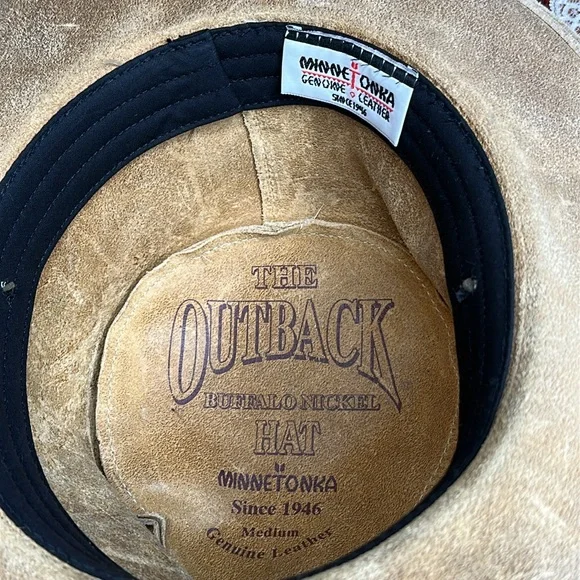 MINNETONKA
GENUINE LEATHER
SINCE 1946
THE
OUTBACK
BUFFALO NICKEL
HAT
MINNETONKA
Since 1946
Medium
Genuine Leather